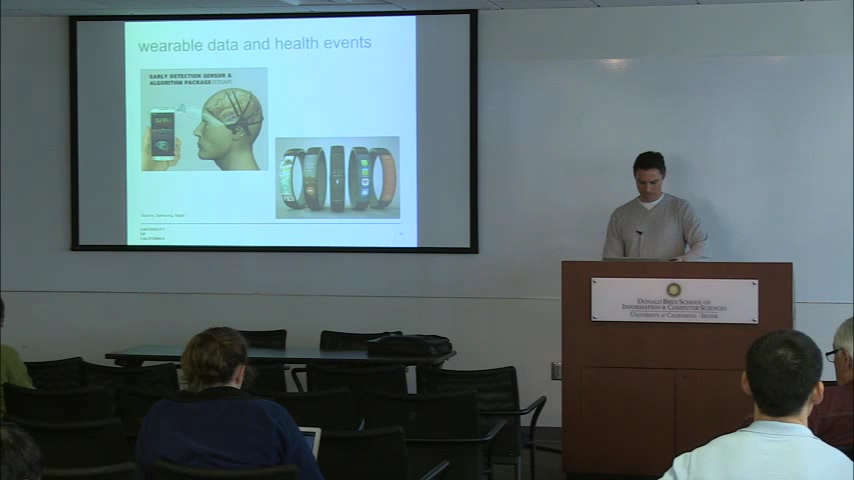 wearable data and health events
EARLY DETECTION SENSOR &
ALGORITHM PACKAGE
Source: Samsung, Apple
UNIVERSITY
OF
CALIFORNIA
DONALD BREN SCHOOL OF
INFORMATION & COMPUTER SCIENCES
UNIVERSITY OF CALIFORNIA · IRVINE